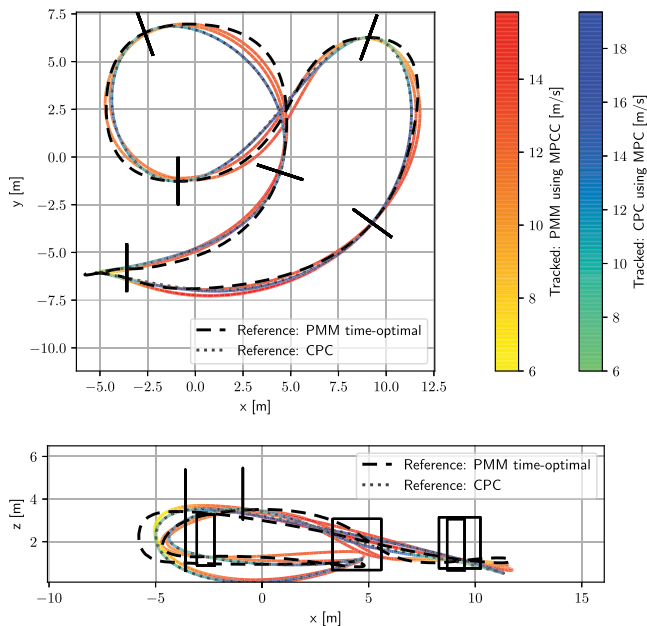 7.5
5.0
2.5
0.0
−2.5
−5.0
−7.5
−10.0
y [m]
Reference: PMM time-optimal
Reference: CPC
−5.0 −2.5 0.0 2.5 5.0 7.5 10.0 12.5
x [m]
14
12
10
8
6
Tracked: PMM using MPCC [m/s]
18
16
14
12
10
8
6
Tracked: CPC using MPC [m/s]
6
4
2
z [m]
Reference: PMM time-optimal
Reference: CPC
−10 −5 0 5 10 15
x [m]